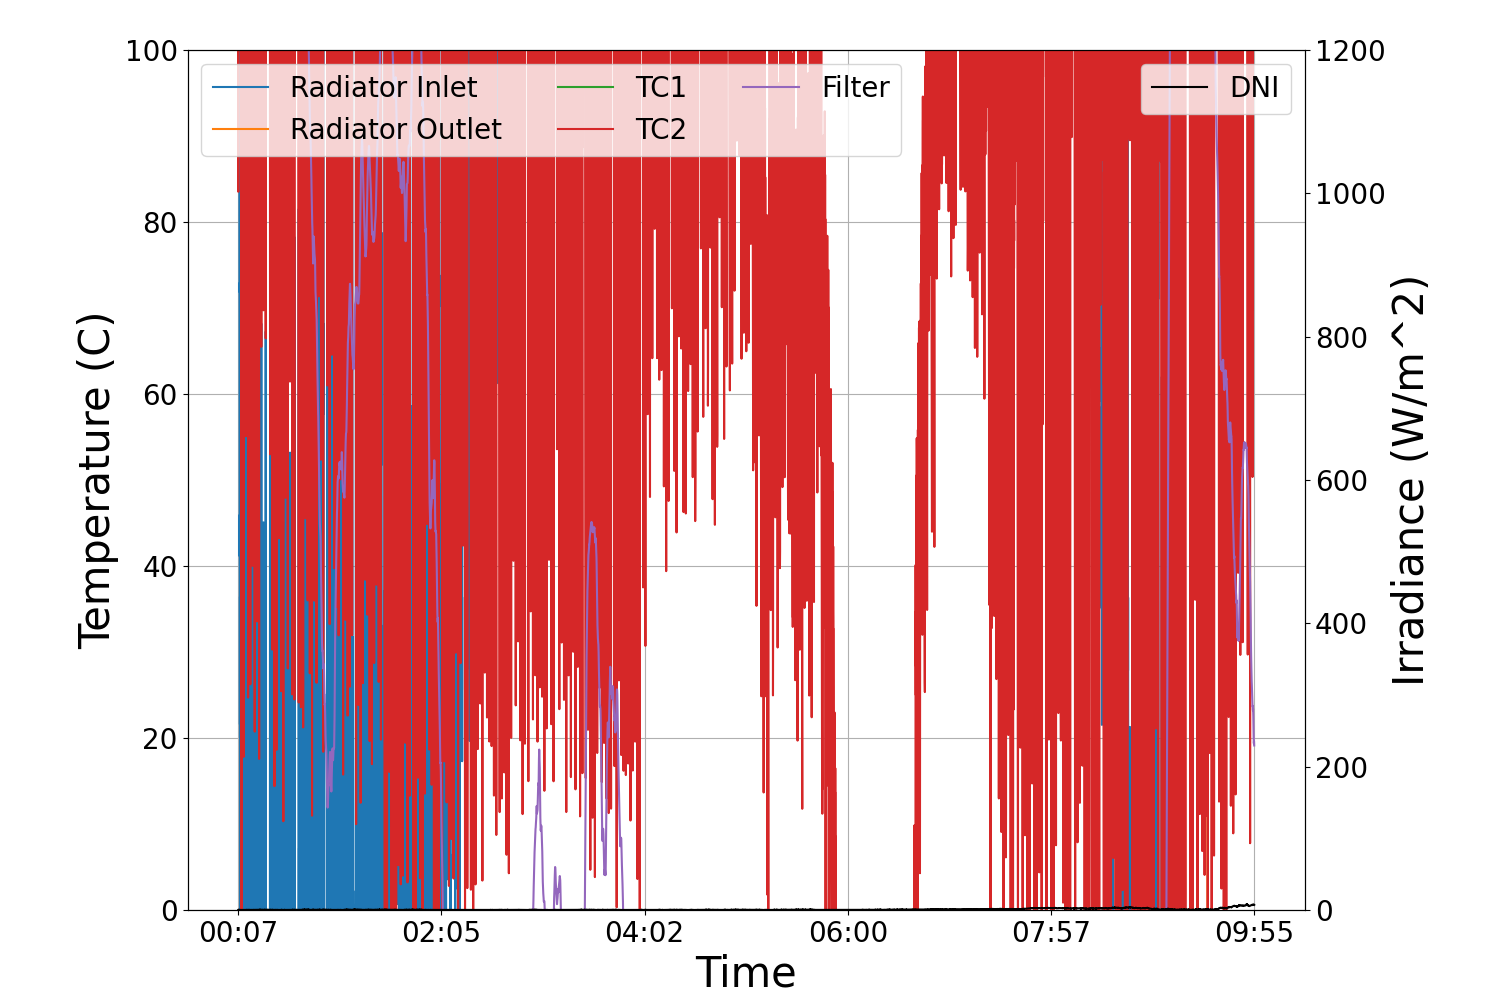 100
80
60
40
20
0
Temperature (C)
Radiator Inlet
Radiator Outlet
TC1
TC2
Filter
DNI
1200
1000
800
600
400
200
0
Irradiance (W/m^2)
00:07
02:05
04:02
06:00
07:57
09:55
Time